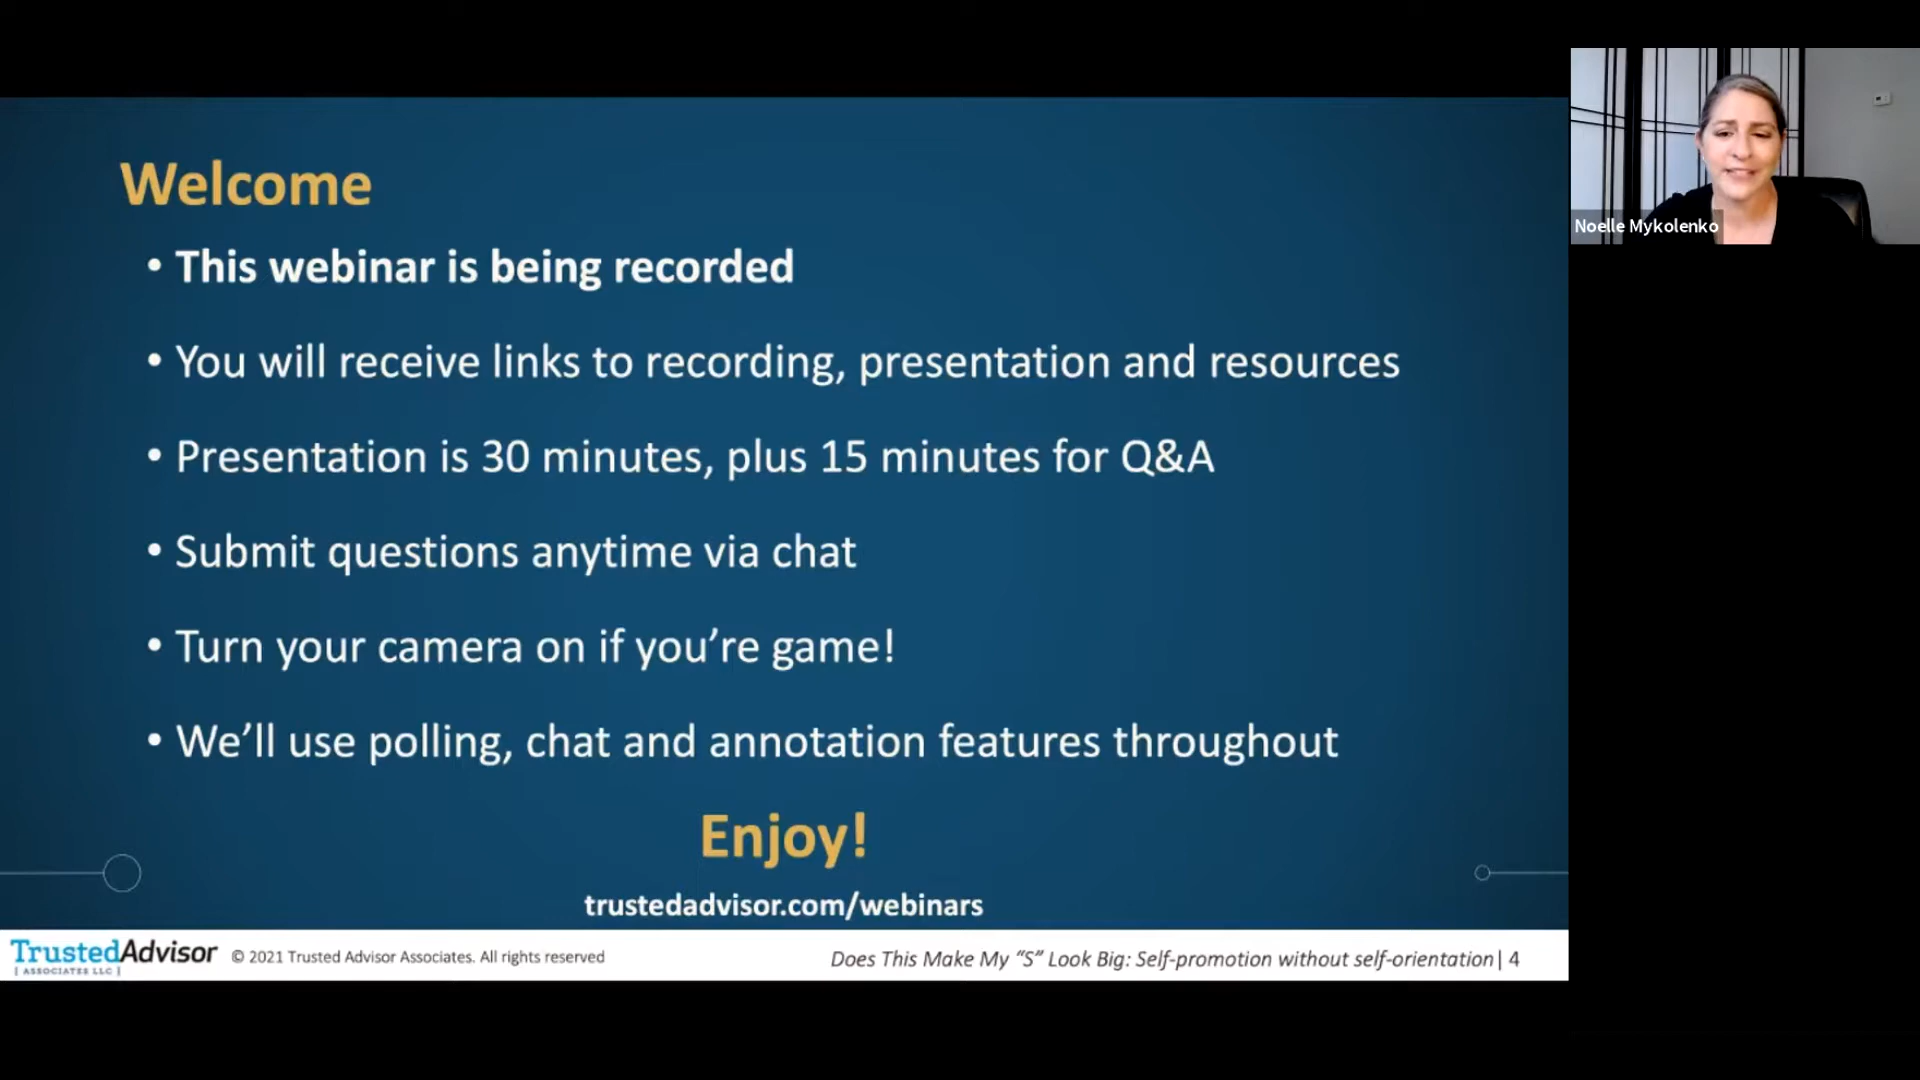 Welcome
• This webinar is being recorded
• You will receive links to recording, presentation and resources
• Presentation is 30 minutes, plus 15 minutes for Q&A
• Submit questions anytime via chat
• Turn your camera on if you’re game!
• We’ll use polling, chat and annotation features throughout
Enjoy!
trustedadvisor.com/webinars
TrustedAdvisor
| ASSOCIATES LLC |
© 2021 Trusted Advisor Associates. All rights reserved
Does This Make My “S” Look Big: Self-promotion without self-orientation| 4
Noelle Mykolenko